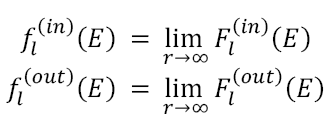 f_l^{(in)}(E) = \lim_{r→∞} F_l^{(in)}(E)
f_l^{(out)}(E) = \lim_{r→∞} F_l^{(out)}(E)